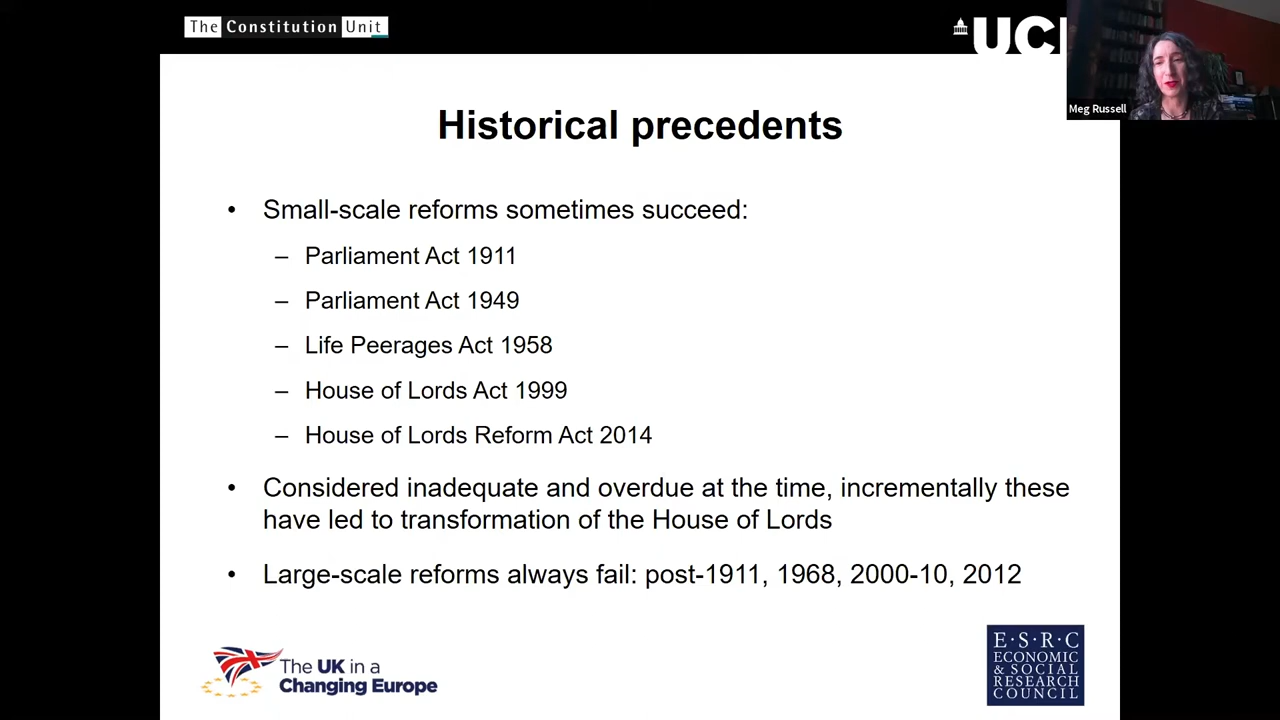 The Constitution Unit
UCL
Meg Russell
Historical precedents
• Small-scale reforms sometimes succeed:
– Parliament Act 1911
– Parliament Act 1949
– Life Peerages Act 1958
– House of Lords Act 1999
– House of Lords Reform Act 2014
• Considered inadequate and overdue at the time, incrementally these
have led to transformation of the House of Lords
• Large-scale reforms always fail: post-1911, 1968, 2000-10, 2012
The UK in a
Changing Europe
E·S·R·C
ECONOMIC
& SOCIAL
RESEARCH
COUNCIL